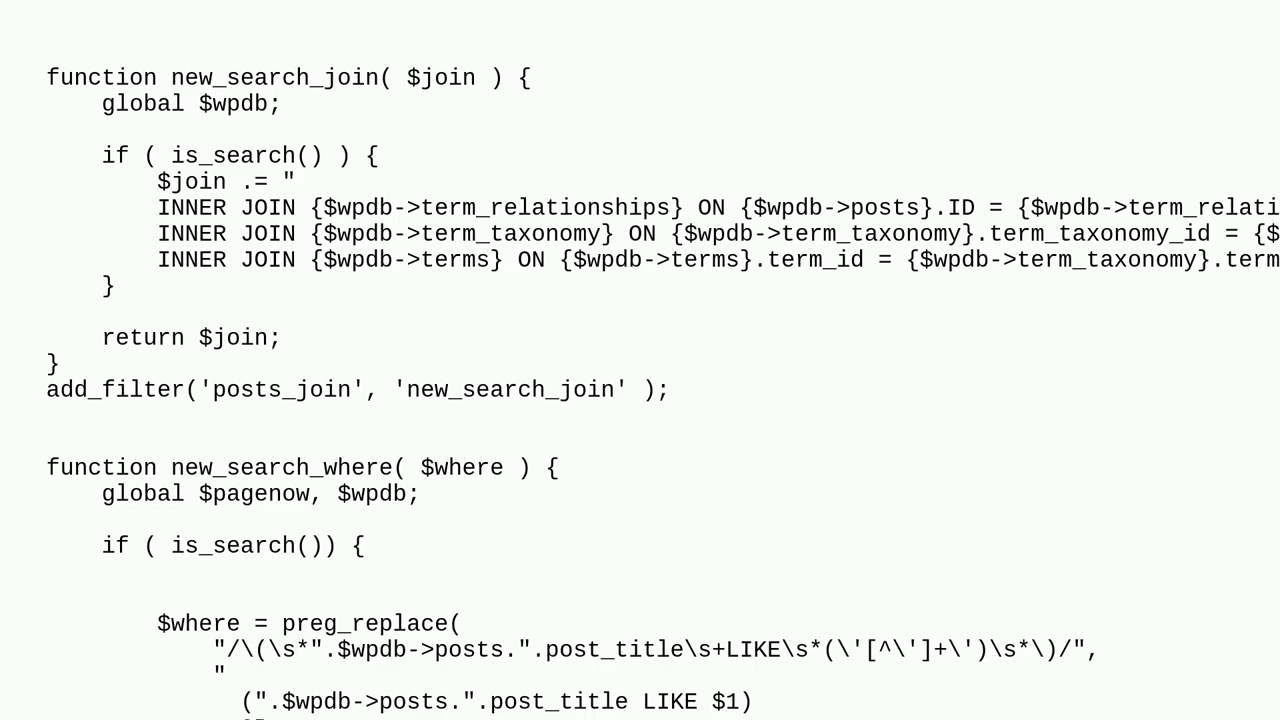 function new_search_join( $join ) {
    global $wpdb;

    if ( is_search() ) {
        $join .= "
        INNER JOIN {$wpdb->term_relationships} ON {$wpdb->posts}.ID = {$wpdb->term_relati
        INNER JOIN {$wpdb->term_taxonomy} ON {$wpdb->term_taxonomy}.term_taxonomy_id = {$
        INNER JOIN {$wpdb->terms} ON {$wpdb->terms}.term_id = {$wpdb->term_taxonomy}.term
    }

    return $join;
}
add_filter('posts_join', 'new_search_join' );


function new_search_where( $where ) {
    global $pagenow, $wpdb;

    if ( is_search()) {


        $where = preg_replace(
            "/\(\s*".$wpdb->posts.".post_title\s+LIKE\s*(\'[^\']+\')\s*\)/",
            "
              (".$wpdb->posts.".post_title LIKE $1)